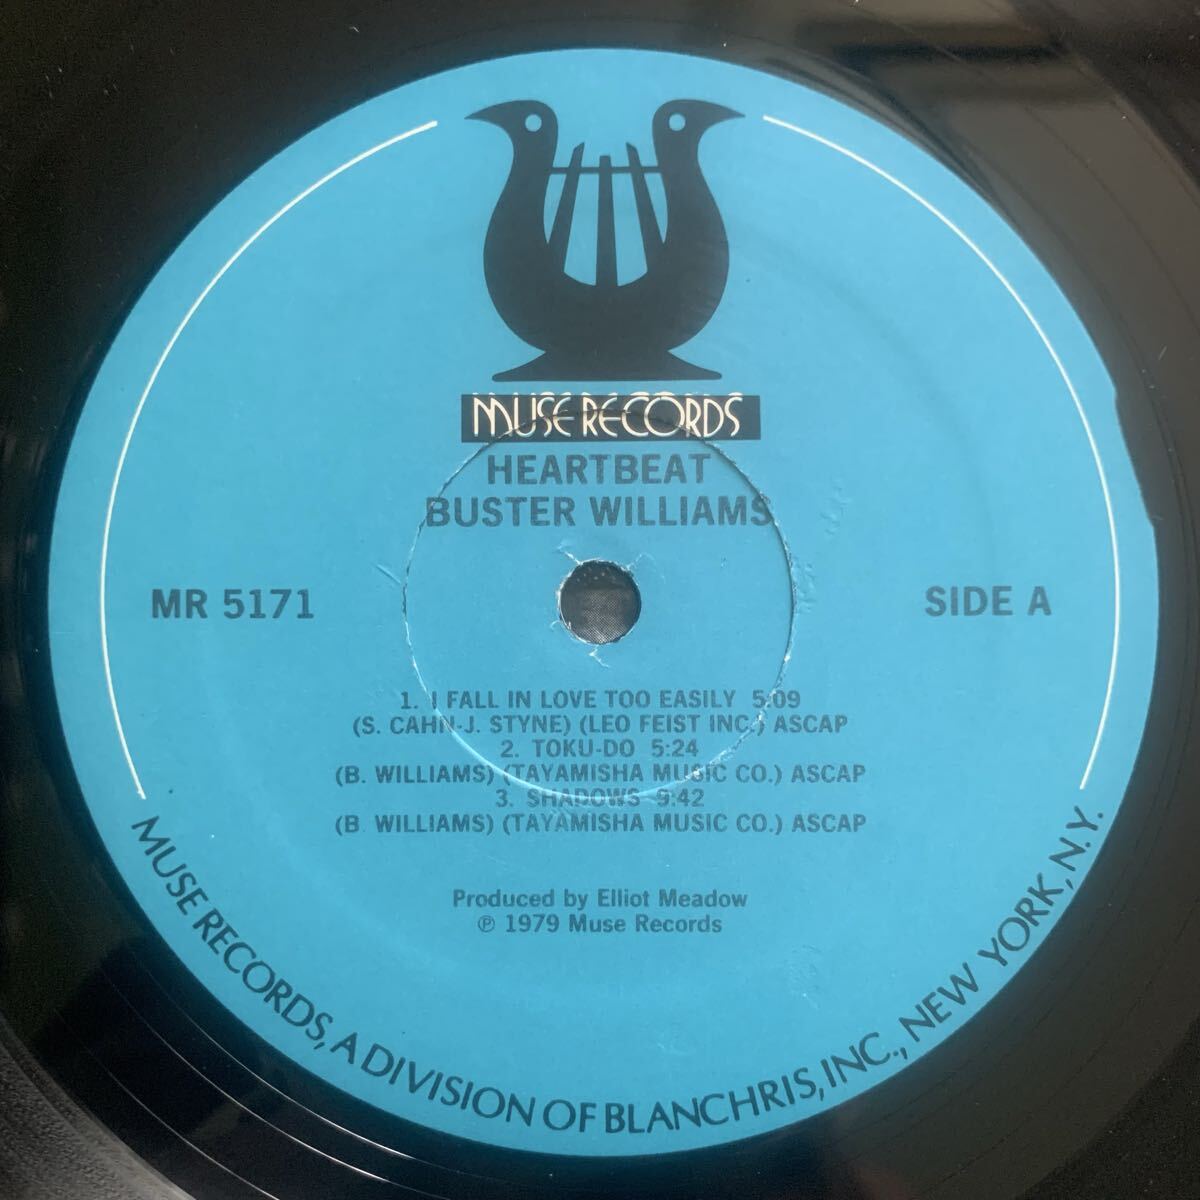 MUSE RECORDS
HEARTBEAT
BUSTER WILLIAMS
MR 5171
SIDE A
1. I FALL IN LOVE TOO EASILY 5:09
(S. CAHN-J. STYNE) (LEO FEIST INC.) ASCAP
2. TOKU-DO 5:24
(B. WILLIAMS) (TAYAMISHA MUSIC CO.) ASCAP
3. SHADOWS 9:42
(B. WILLIAMS) (TAYAMISHA MUSIC CO.) ASCAP
Produced by Elliot Meadow
℗ 1979 Muse Records
MUSE RECORDS, A DIVISION OF BLANCHRIS, INC., NEW YORK, N.Y.